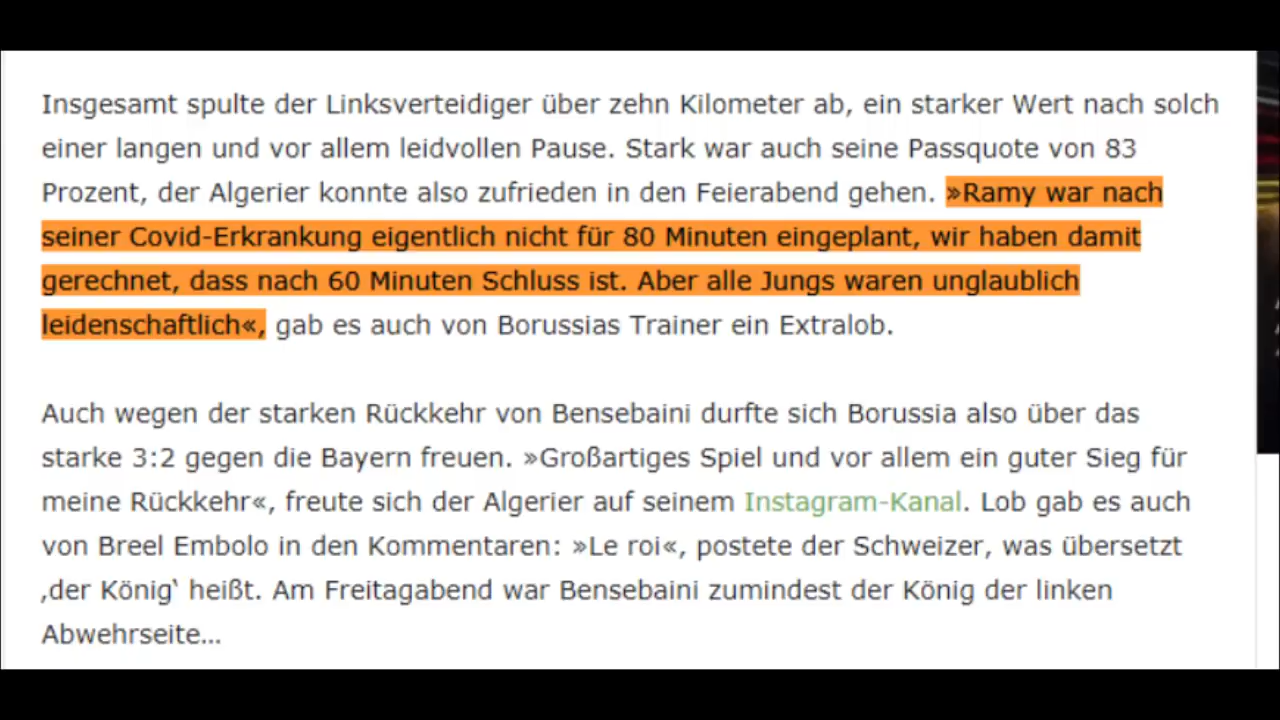 Insgesamt spulte der Linksverteidiger über zehn Kilometer ab, ein starker Wert nach solch
einer langen und vor allem leidvollen Pause. Stark war auch seine Passquote von 83
Prozent, der Algerier konnte also zufrieden in den Feierabend gehen. »Ramy war nach
seiner Covid-Erkrankung eigentlich nicht für 80 Minuten eingeplant, wir haben damit
gerechnet, dass nach 60 Minuten Schluss ist. Aber alle Jungs waren unglaublich
leidenschaftlich«, gab es auch von Borussias Trainer ein Extralob.
Auch wegen der starken Rückkehr von Bensebaini durfte sich Borussia also über das
starke 3:2 gegen die Bayern freuen. »Großartiges Spiel und vor allem ein guter Sieg für
meine Rückkehr«, freute sich der Algerier auf seinem Instagram-Kanal. Lob gab es auch
von Breel Embolo in den Kommentaren: »Le roi«, postete der Schweizer, was übersetzt
‚der König‛ heißt. Am Freitagabend war Bensebaini zumindest der König der linken
Abwehrseite…